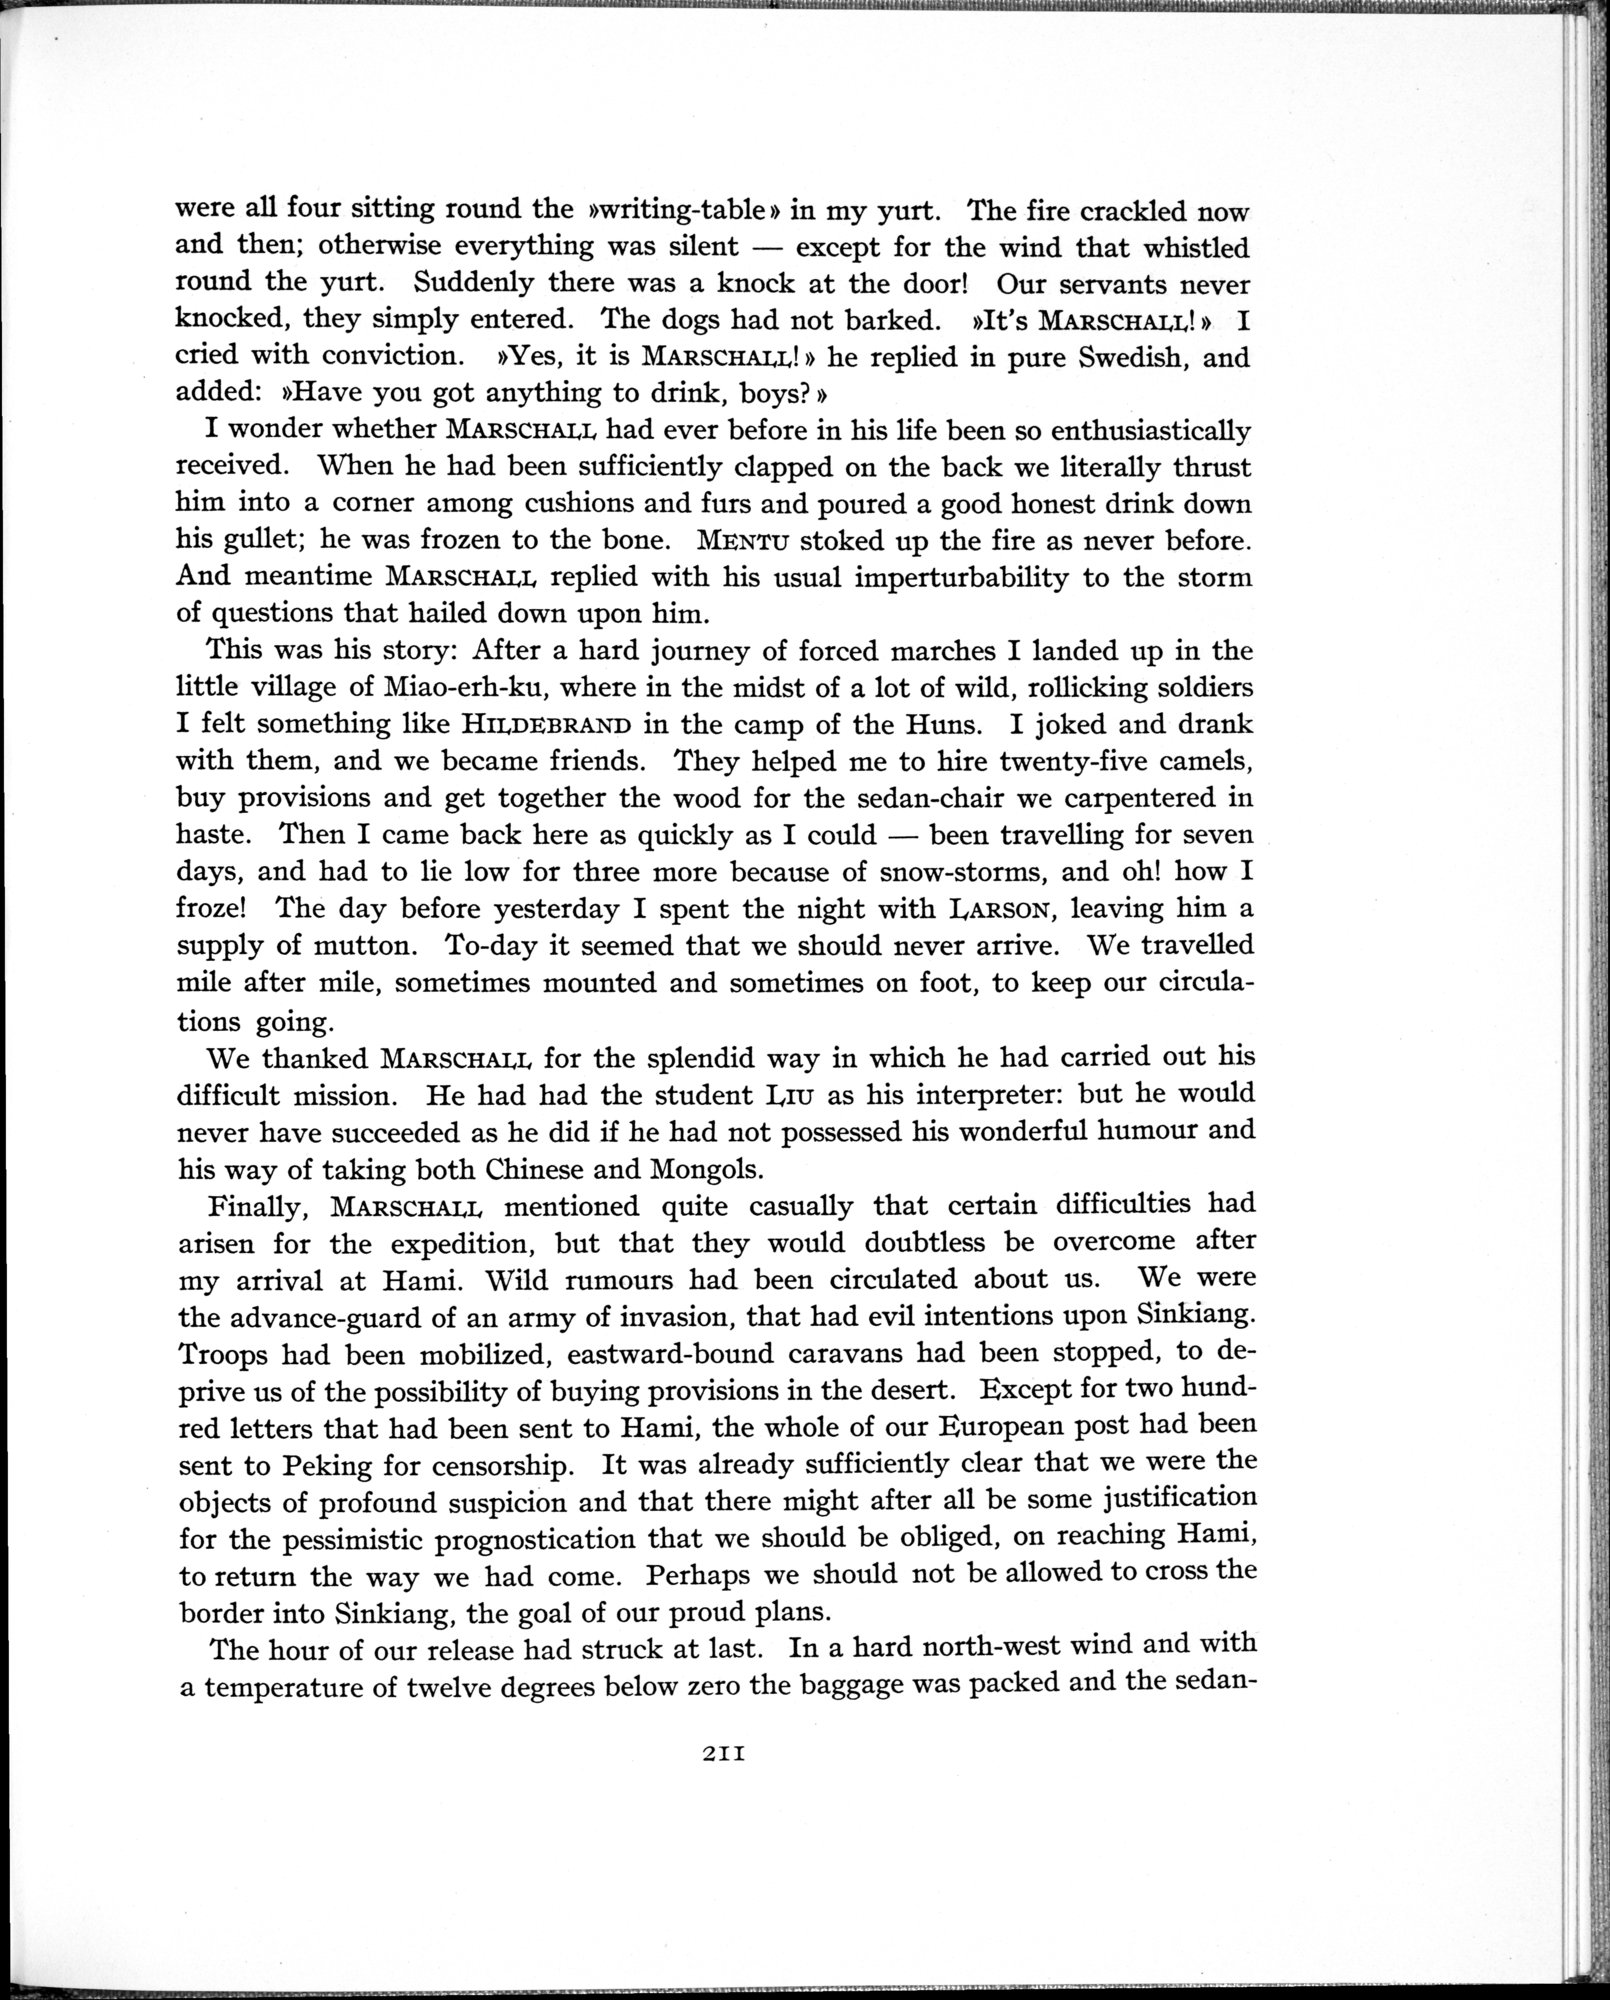 were all four sitting round the »writing-table» in my yurt. The fire crackled now
and then; otherwise everything was silent — except for the wind that whistled
round the yurt. Suddenly there was a knock at the door! Our servants never
knocked, they simply entered. The dogs had not barked. »It's MARSCHALL!» I
cried with conviction. »Yes, it is MARSCHALL!» he replied in pure Swedish, and
added: »Have you got anything to drink, boys?»
I wonder whether MARSCHALL had ever before in his life been so enthusiastically
received. When he had been sufficiently clapped on the back we literally thrust
him into a corner among cushions and furs and poured a good honest drink down
his gullet; he was frozen to the bone. MENTU stoked up the fire as never before.
And meantime MARSCHALL replied with his usual imperturbability to the storm
of questions that hailed down upon him.
This was his story: After a hard journey of forced marches I landed up in the
little village of Miao-erh-ku, where in the midst of a lot of wild, rollicking soldiers
I felt something like HILDEBRAND in the camp of the Huns. I joked and drank
with them, and we became friends. They helped me to hire twenty-five camels,
buy provisions and get together the wood for the sedan-chair we carpentered in
haste. Then I came back here as quickly as I could — been travelling for seven
days, and had to lie low for three more because of snow-storms, and oh! how I
froze! The day before yesterday I spent the night with LARSON, leaving him a
supply of mutton. To-day it seemed that we should never arrive. We travelled
mile after mile, sometimes mounted and sometimes on foot, to keep our circula-
tions going.
We thanked MARSCHALL for the splendid way in which he had carried out his
difficult mission. He had had the student LIU as his interpreter: but he would
never have succeeded as he did if he had not possessed his wonderful humour and
his way of taking both Chinese and Mongols.
Finally, MARSCHALL mentioned quite casually that certain difficulties had
arisen for the expedition, but that they would doubtless be overcome after
my arrival at Hami. Wild rumours had been circulated about us. We were
the advance-guard of an army of invasion, that had evil intentions upon Sinkiang.
Troops had been mobilized, eastward-bound caravans had been stopped, to de-
prive us of the possibility of buying provisions in the desert. Except for two hund-
red letters that had been sent to Hami, the whole of our European post had been
sent to Peking for censorship. It was already sufficiently clear that we were the
objects of profound suspicion and that there might after all be some justification
for the pessimistic prognostication that we should be obliged, on reaching Hami,
to return the way we had come. Perhaps we should not be allowed to cross the
border into Sinkiang, the goal of our proud plans.
The hour of our release had struck at last. In a hard north-west wind and with
a temperature of twelve degrees below zero the baggage was packed and the sedan-
211